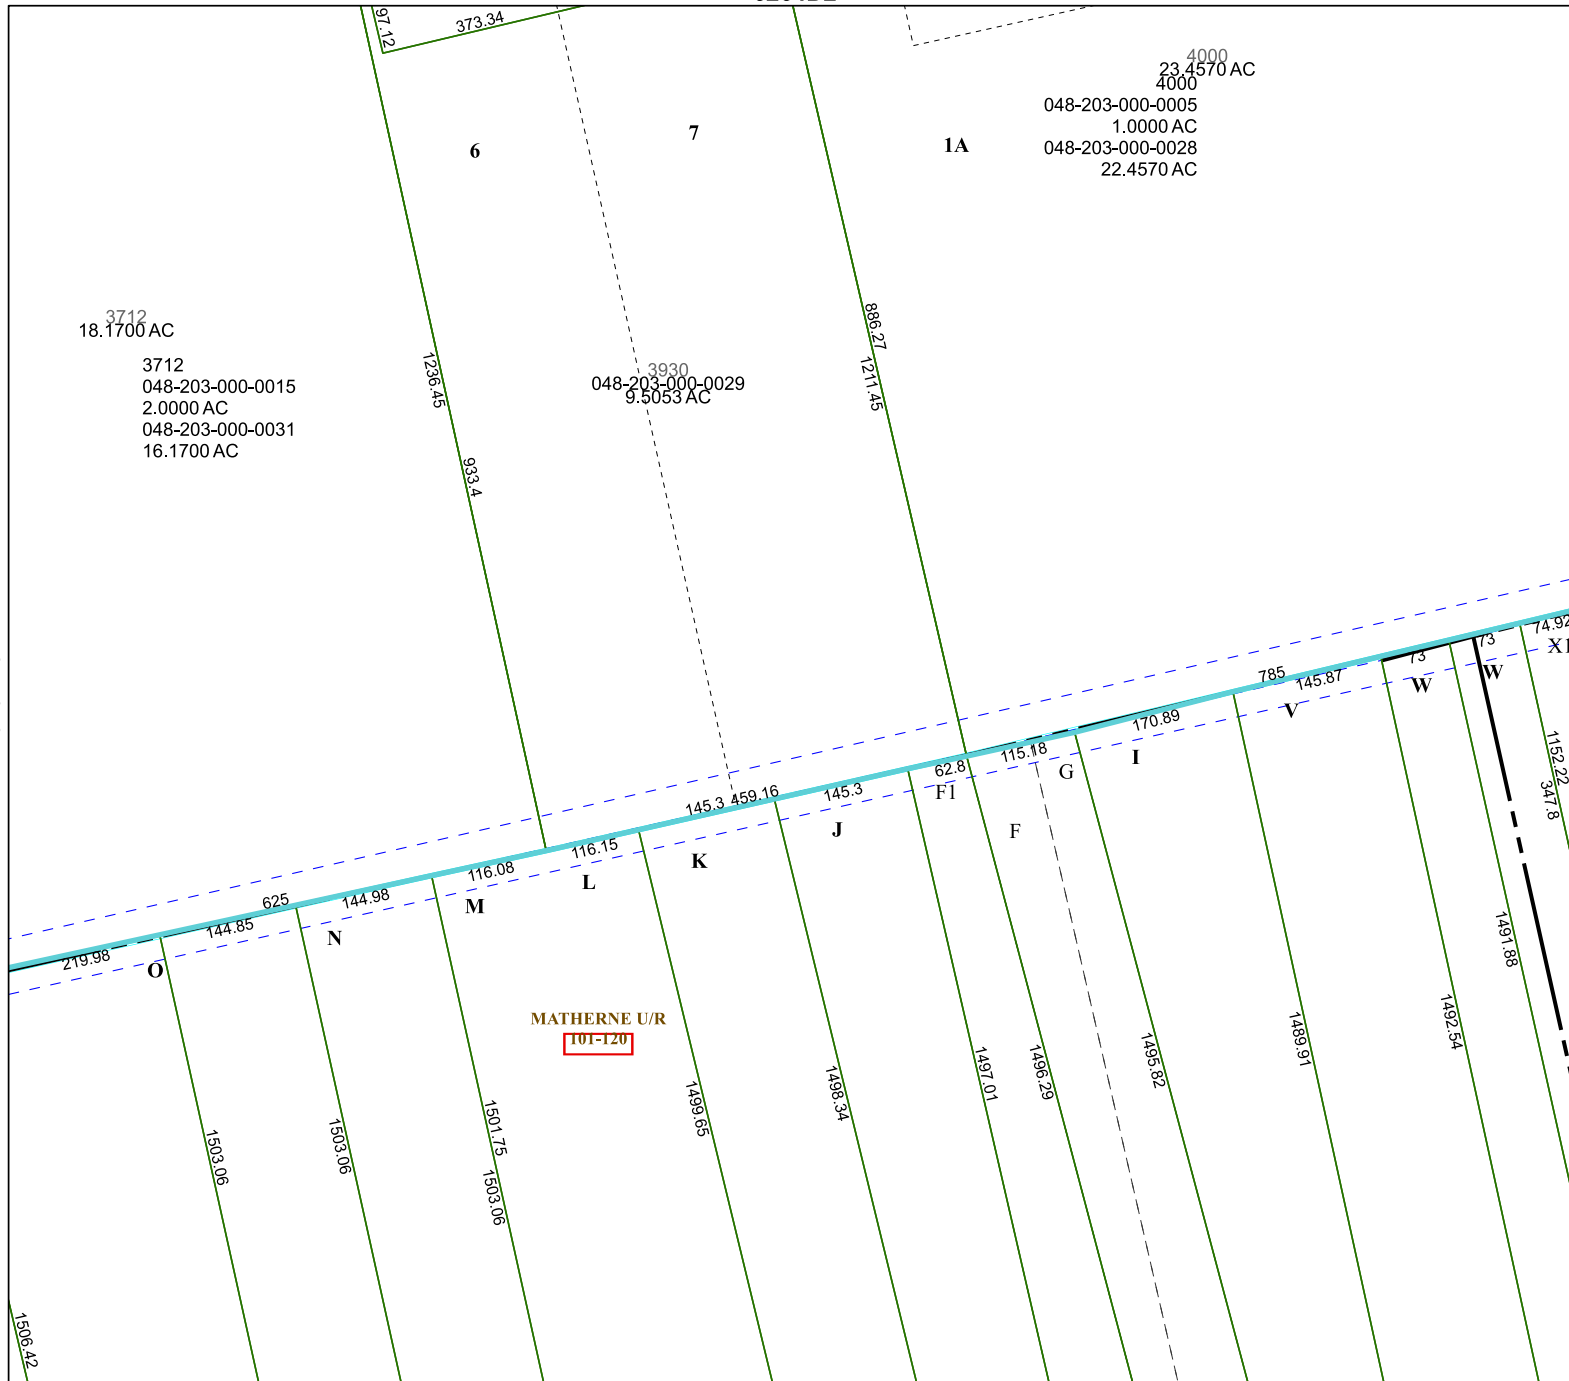 97.12
373.34
4000
23.4570 AC
4000
048-203-000-0005
1.0000 AC
048-203-000-0028
22.4570 AC
6
7
1A
3712
18.1700 AC
3712
048-203-000-0015
2.0000 AC
048-203-000-0031
16.1700 AC
1236.45
933.4
3930
048-203-000-0029
9.5053 AC
886.27
1211.45
74.92
73
73
X1
W
W
785
145.87
V
170.89
I
115.18
G
62.8
F1
F
145.3
459.16
145.3
J
K
116.15
L
116.08
M
625
144.98
N
144.85
219.98
O
1152.22
347.8
MATHERNE U/R
101-120
1491.88
1492.54
1489.91
1495.82
1496.29
1497.01
1498.34
1499.65
1501.75
1503.06
1503.06
1503.06
1506.42